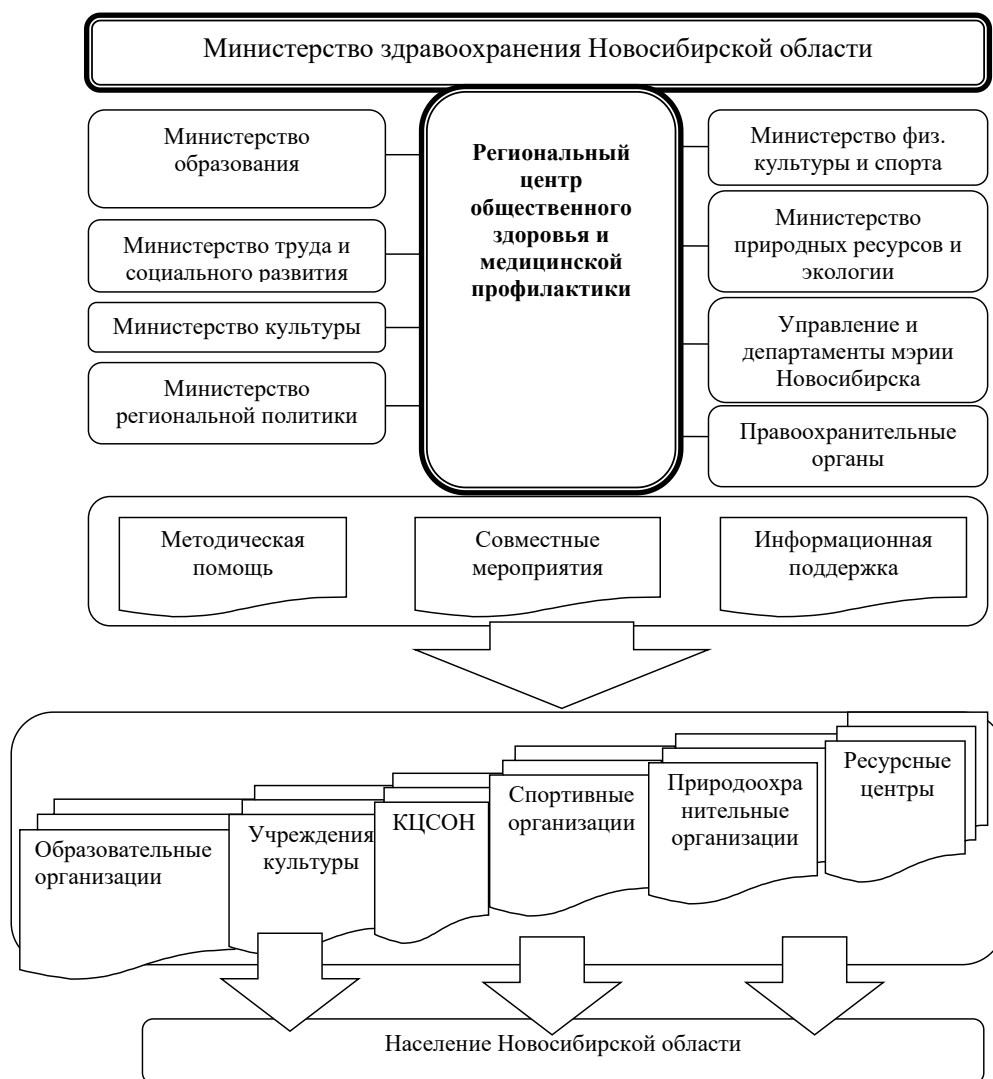 Министерство здравоохранения Новосибирской области
Министерство
образования
Министерство труда и
социального развития
Министерство культуры
Министерство
региональной политики
Региональный
центр
общественного
здоровья и
медицинской
профилактики
Министерство физ.
культуры и спорта
Министерство
природных ресурсов и
экологии
Управление и
департаменты мэрии
Новосибирска
Правоохранительные
органы
Методическая
помощь
Совместные
мероприятия
Информационная
поддержка
Образовательные
организации
Учреждения
культуры
КЦСОН
Спортивные
организации
Природоохра
нительные
организации
Ресурсные
центры
Население Новосибирской области